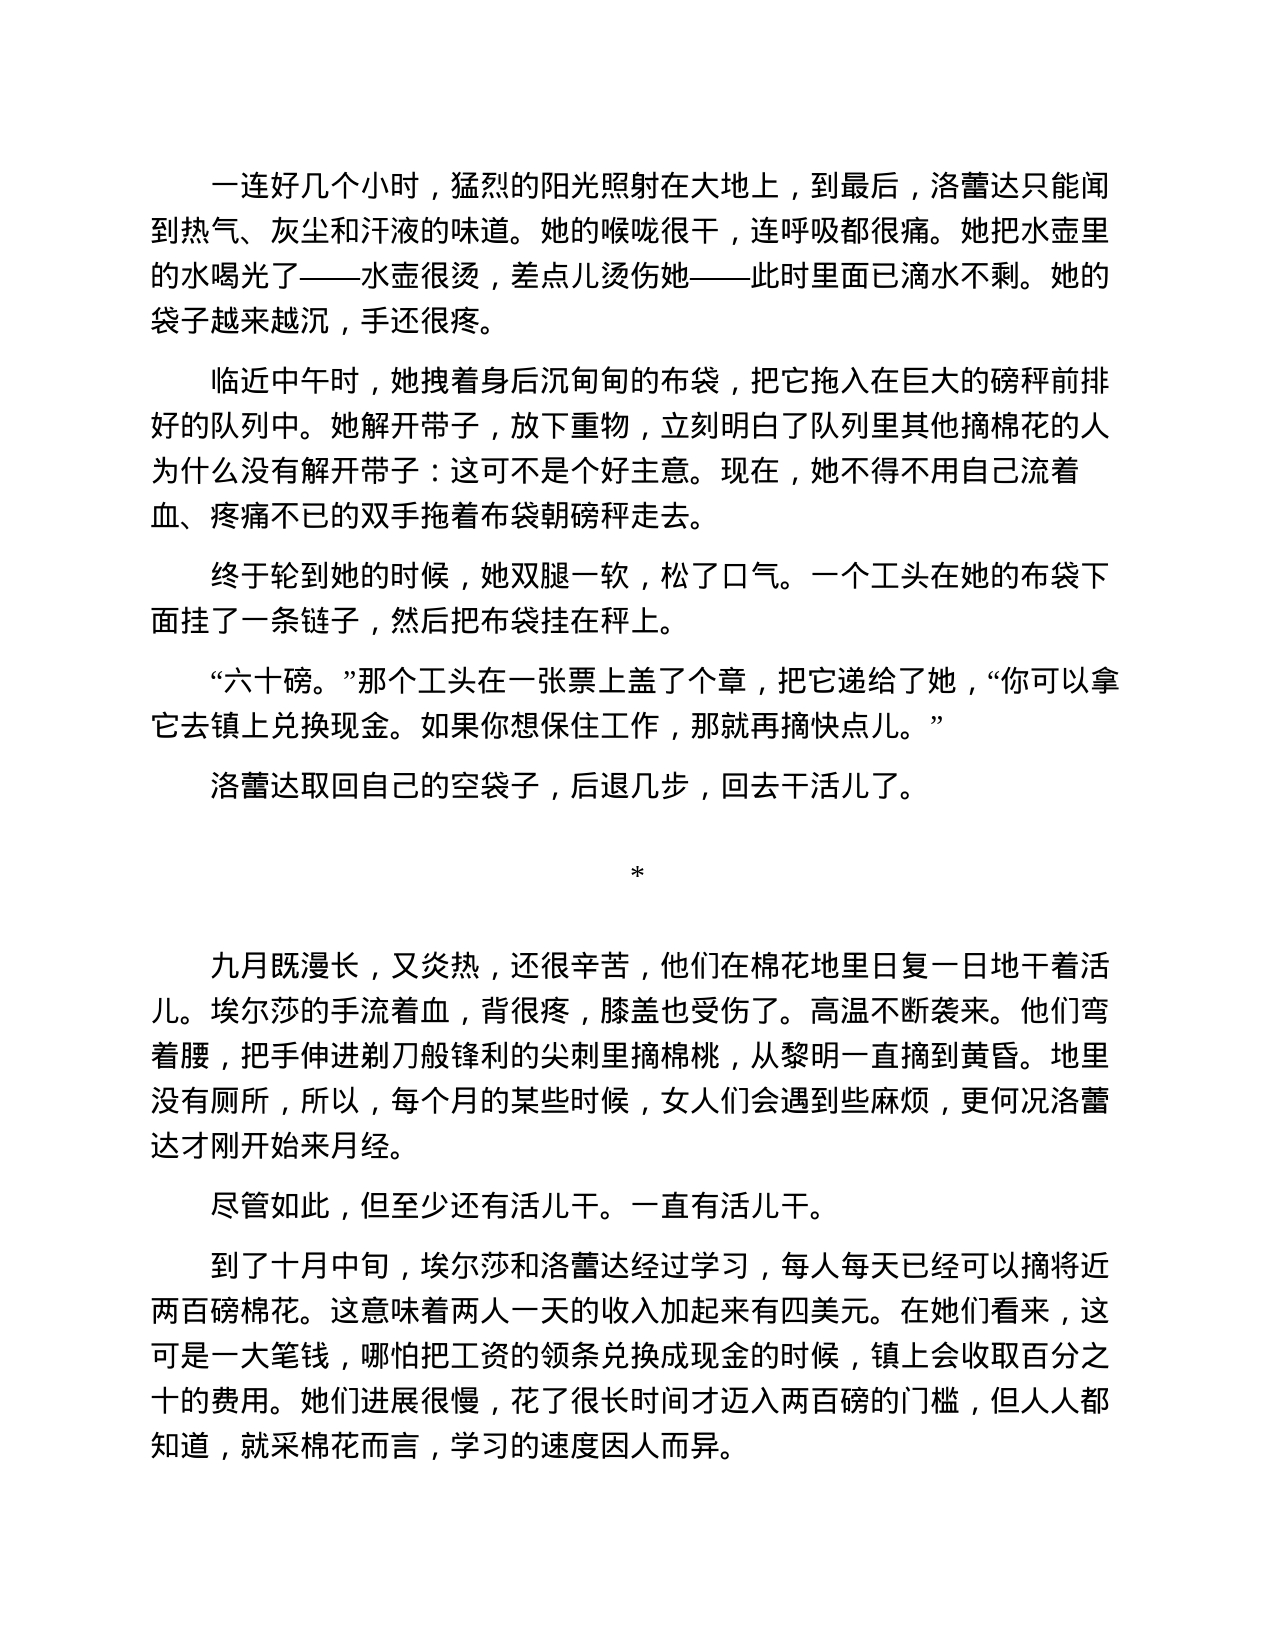 一连好几个小时，猛烈的阳光照射在大地上，到最后，洛蕾达只能闻
到热气、灰尘和汗液的味道。她的喉咙很干，连呼吸都很痛。她把水壶里
的水喝光了——水壶很烫，差点儿烫伤她——此时里面已滴水不剩。她的
袋子越来越沉，手还很疼。
临近中午时，她拽着身后沉甸甸的布袋，把它拖入在巨大的磅秤前排
好的队列中。她解开带子，放下重物，立刻明白了队列里其他摘棉花的人
为什么没有解开带子：这可不是个好主意。现在，她不得不用自己流着
血、疼痛不已的双手拖着布袋朝磅秤走去。
终于轮到她的时候，她双腿一软，松了口气。一个工头在她的布袋下
面挂了一条链子，然后把布袋挂在秤上。
“六十磅。”那个工头在一张票上盖了个章，把它递给了她，“你可以拿
它去镇上兑换现金。如果你想保住工作，那就再摘快点儿。”
洛蕾达取回自己的空袋子，后退几步，回去干活儿了。
*
九月既漫长，又炎热，还很辛苦，他们在棉花地里日复一日地干着活
儿。埃尔莎的手流着血，背很疼，膝盖也受伤了。高温不断袭来。他们弯
着腰，把手伸进剃刀般锋利的尖刺里摘棉桃，从黎明一直摘到黄昏。地里
没有厕所，所以，每个月的某些时候，女人们会遇到些麻烦，更何况洛蕾
达才刚开始来月经。
尽管如此，但至少还有活儿干。一直有活儿干。
到了十月中旬，埃尔莎和洛蕾达经过学习，每人每天已经可以摘将近
两百磅棉花。这意味着两人一天的收入加起来有四美元。在她们看来，这
可是一大笔钱，哪怕把工资的领条兑换成现金的时候，镇上会收取百分之
十的费用。她们进展很慢，花了很长时间才迈入两百磅的门槛，但人人都
知道，就采棉花而言，学习的速度因人而异。